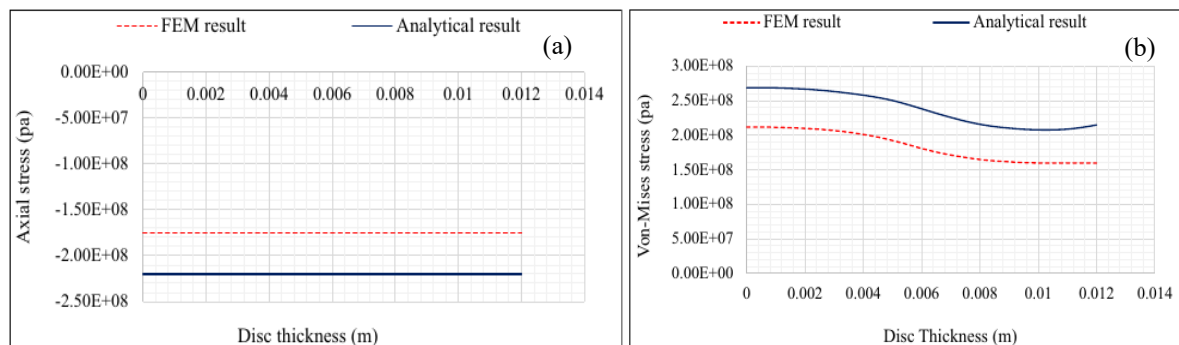 FEM result Analytical result
(a)
0.00E+00
0 0.002 0.004 0.006 0.008 0.01 0.012 0.014
-5.00E+07
-1.00E+08
-1.50E+08
-2.00E+08
-2.50E+08
Axial stress (pa)
Disc thickness (m)
FEM result Analytical result
(b)
3.00E+08
2.50E+08
2.00E+08
1.50E+08
1.00E+08
5.00E+07
0.00E+00
0 0.002 0.004 0.006 0.008 0.01 0.012 0.014
Von-Mises stress (pa)
Disc Thickness (m)